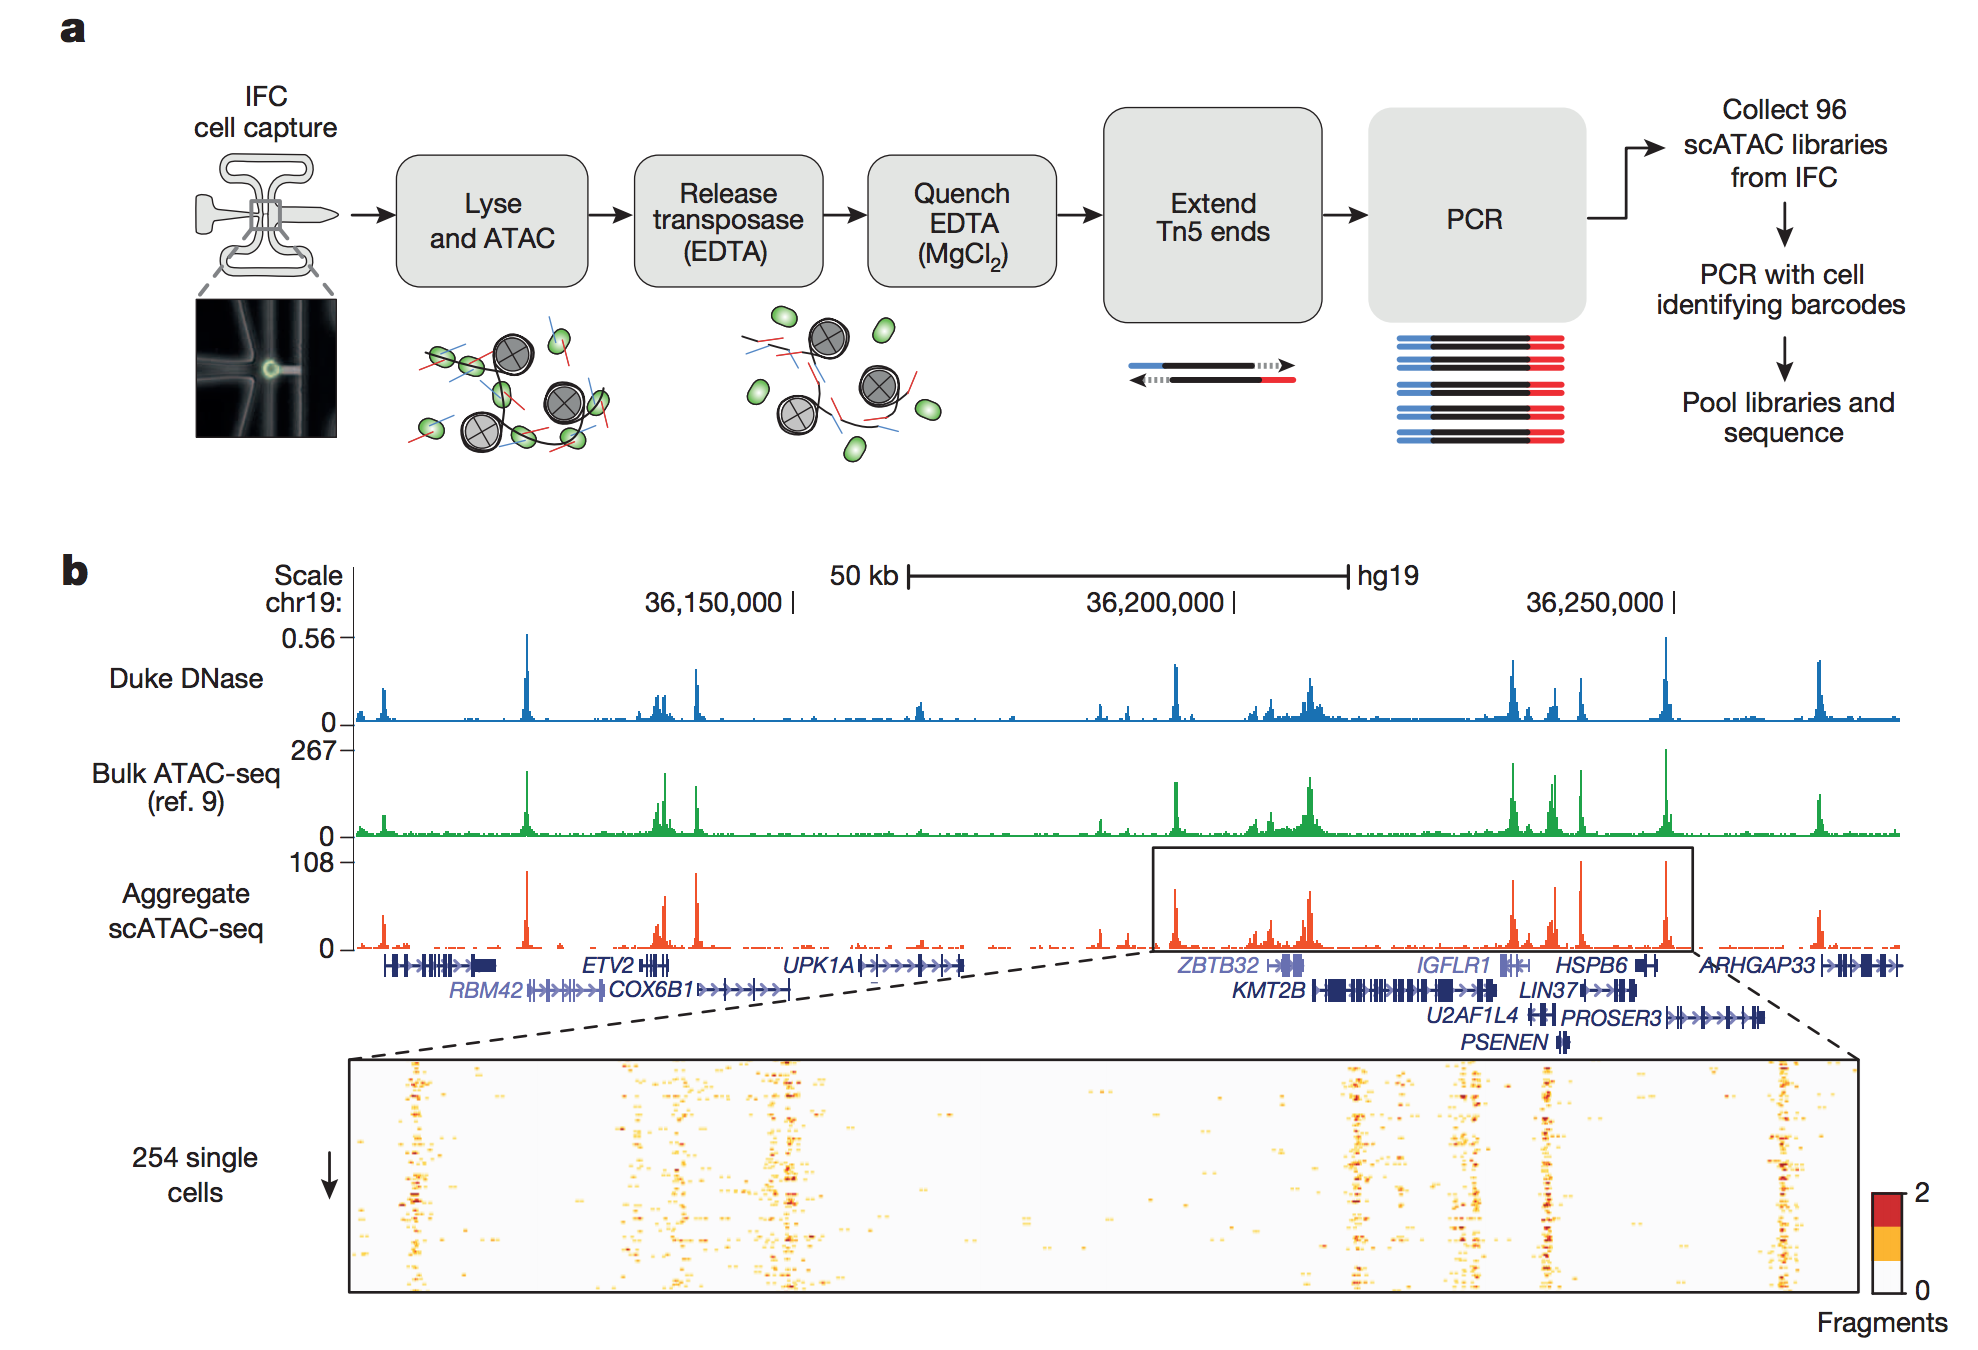 a
IFC
cell capture
Lyse
and ATAC
Release
transposase
(EDTA)
Quench
EDTA
(MgCl2)
Extend
Tn5 ends
PCR
Collect 96
scATAC libraries
from IFC
PCR with cell
identifying barcodes
Pool libraries and
sequence
b
Scale
50 kb
hg19
chr19:
36,150,000
36,200,000
36,250,000
0.56
Duke DNase
0
267
Bulk ATAC-seq
(ref. 9)
0
108
Aggregate
scATAC-seq
0
ETV2
UPK1A
ZBTB32
IGFLR1
HSPB6
ARHGAP33
RBM42
COX6B1
KMT2B
LIN37
U2AF1L4
PROSER3
PSENEN
254 single
cells
2
0
Fragments